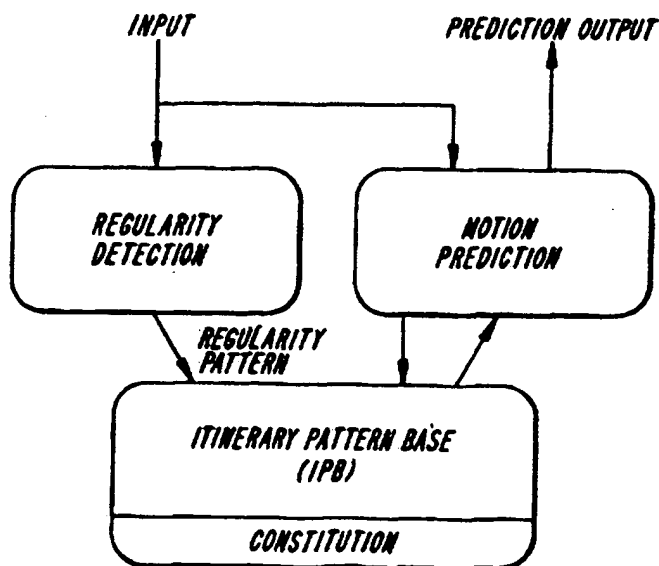 INPUT
PREDICTION OUTPUT
REGULARITY
DETECTION
MOTION
PREDICTION
REGULARITY
PATTERN
ITINERARY PATTERN BASE
(IPB)
CONSTITUTION